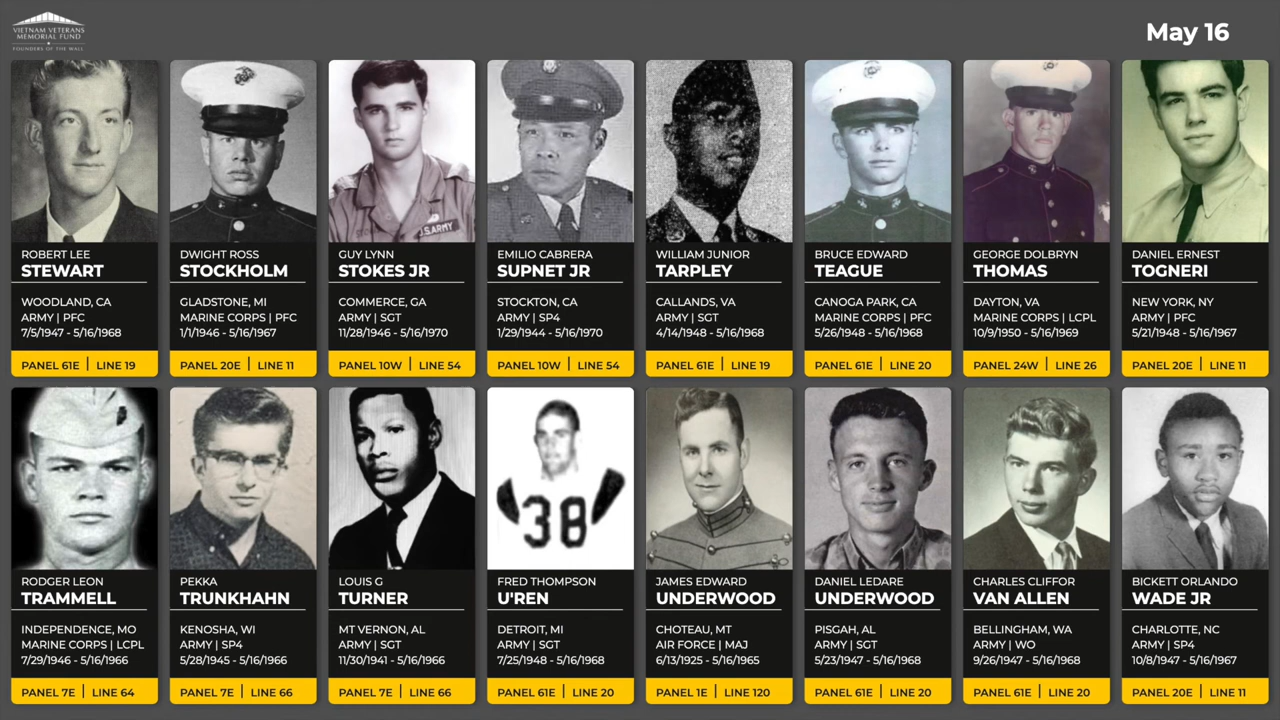 VIETNAM VETERANS
MEMORIAL FUND
FOUNDERS OF THE WALL
May 16
ROBERT LEE
STEWART
WOODLAND, CA
ARMY | PFC
7/5/1947 - 5/16/1968
PANEL 61E | LINE 19
DWIGHT ROSS
STOCKHOLM
GLADSTONE, MI
MARINE CORPS | PFC
1/1/1946 - 5/16/1967
PANEL 20E | LINE 11
U.S.ARMY
GUY LYNN
STOKES JR
COMMERCE, GA
ARMY | SGT
11/28/1946 - 5/16/1970
PANEL 10W | LINE 54
EMILIO CABRERA
SUPNET JR
STOCKTON, CA
ARMY | SP4
1/29/1944 - 5/16/1970
PANEL 10W | LINE 54
WILLIAM JUNIOR
TARPLEY
CALLANDS, VA
ARMY | SGT
4/14/1948 - 5/16/1968
PANEL 61E | LINE 19
BRUCE EDWARD
TEAGUE
CANOGA PARK, CA
MARINE CORPS | PFC
5/26/1948 - 5/16/1968
PANEL 61E | LINE 20
GEORGE DOLBRYN
THOMAS
DAYTON, VA
MARINE CORPS | LCPL
10/9/1950 - 5/16/1969
PANEL 24W | LINE 26
DANIEL ERNEST
TOGNERI
NEW YORK, NY
ARMY | PFC
5/21/1948 - 5/16/1967
PANEL 20E | LINE 11
RODGER LEON
TRAMMELL
INDEPENDENCE, MO
MARINE CORPS | LCPL
7/29/1946 - 5/16/1966
PANEL 7E | LINE 64
PEKKA
TRUNKHAHN
KENOSHA, WI
ARMY | SP4
5/28/1945 - 5/16/1966
PANEL 7E | LINE 66
LOUIS G
TURNER
MT VERNON, AL
ARMY | SGT
11/30/1941 - 5/16/1966
PANEL 7E | LINE 66
38
FRED THOMPSON
U'REN
DETROIT, MI
ARMY | SGT
7/25/1948 - 5/16/1968
PANEL 61E | LINE 20
JAMES EDWARD
UNDERWOOD
CHOTEAU, MT
AIR FORCE | MAJ
6/13/1925 - 5/16/1965
PANEL 1E | LINE 120
DANIEL LEDARE
UNDERWOOD
PISGAH, AL
ARMY | SGT
5/23/1947 - 5/16/1968
PANEL 61E | LINE 20
CHARLES CLIFFOR
VAN ALLEN
BELLINGHAM, WA
ARMY | WO
9/26/1947 - 5/16/1968
PANEL 61E | LINE 20
BICKETT ORLANDO
WADE JR
CHARLOTTE, NC
ARMY | SP4
10/8/1947 - 5/16/1967
PANEL 20E | LINE 11